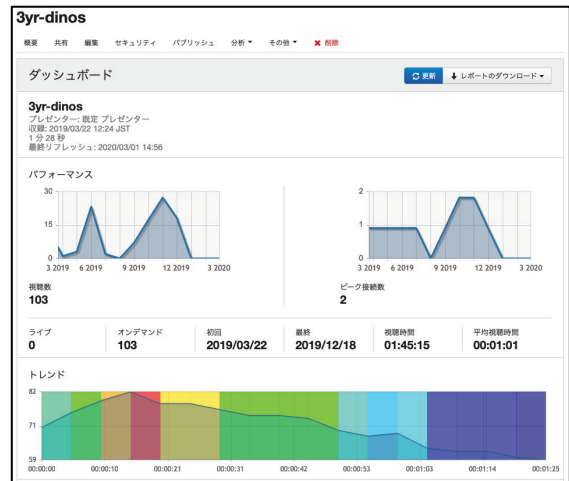 3yr-dinos
概要 共有 編集 セキュリティ パブリッシュ 分析 その他 削除
ダッシュボード
更新 レポートのダウンロード
3yr-dinos
プレゼンター: 既定 プレゼンター
収録: 2019/03/22 12:24 JST
1 分 28 秒
最終リフレッシュ: 2020/03/01 14:56
パフォーマンス
30
15
0
3 2019 6 2019 9 2019 12 2019 3 2020
視聴数
103
2
1
0
3 2019 6 2019 9 2019 12 2019 3 2020
ピーク接続数
2
ライブ オンデマンド 初回 最終 視聴時間 平均視聴時間
0 103 2019/03/22 2019/12/18 01:45:15 00:01:01
トレンド
82
71
59
00:00:00 00:00:10 00:00:21 00:00:31 00:00:42 00:00:53 00:01:03 00:01:14 00:01:25